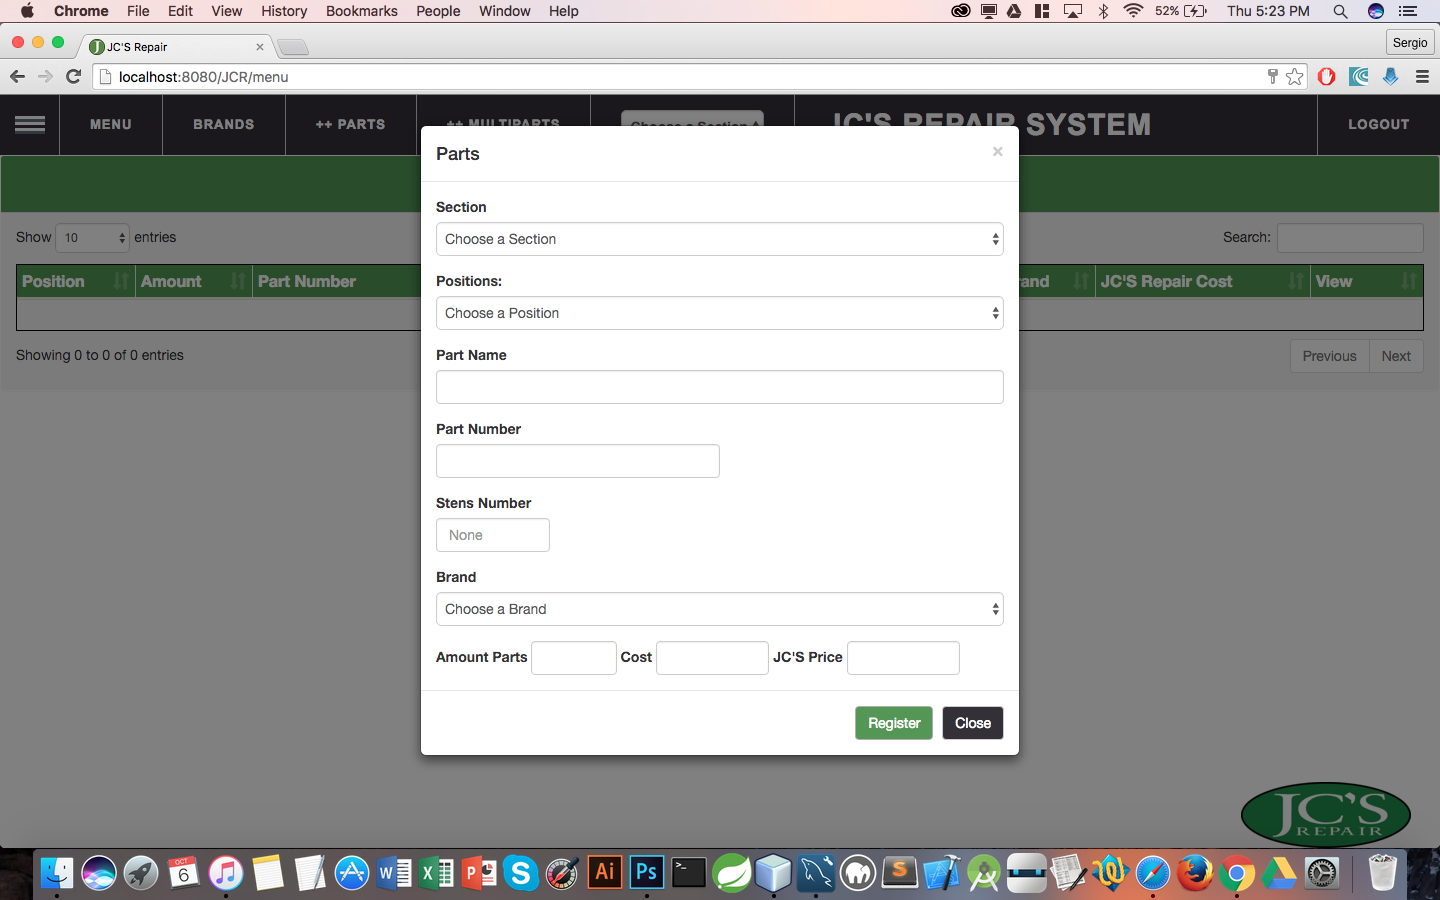 Chrome File Edit View History Bookmarks People Window Help 52% Thu 5:23 PM
JC'S Repair Sergio
localhost:8080/JCR/menu
MENU BRANDS ++ PARTS ++ MULTIPARTS Choose a Section JC'S REPAIR SYSTEM LOGOUT
Parts ×
Section
Show 10 entries Search:
Choose a Section
Position Amount Part Number rand JC'S Repair Cost View
Positions:
Choose a Position
Showing 0 to 0 of 0 entries Previous Next
Part Name
Part Number
Stens Number
None
Brand
Choose a Brand
Amount Parts Cost JC'S Price
Register Close
JC'S
REPAIR
OCT
6
W X P S Ai Ps >_ S